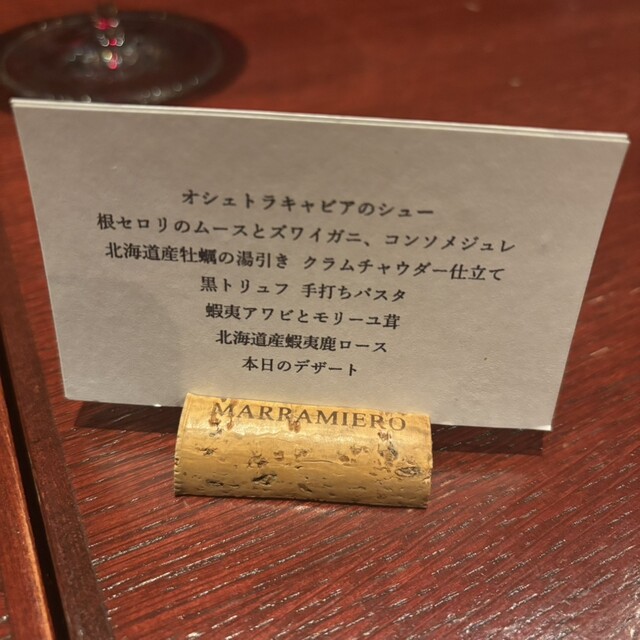 オシェトラキャビアのシュー
根セロリのムースとズワイガニ、コンソメジュレ
北海道産牡蠣の湯引き クラムチャウダー仕立て
黒トリュフ 手打ちパスタ
蝦夷アワビとモリーユ茸
北海道産蝦夷鹿ロース
本日のデザート
MARRAMIERO